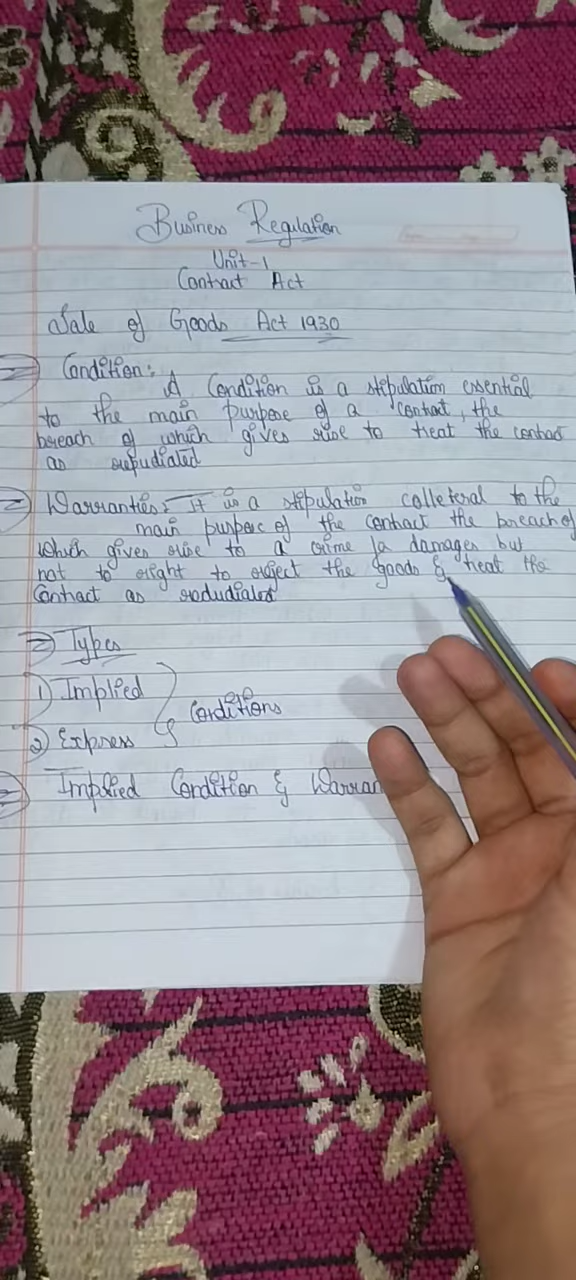 Business Regulation
Unit-1
Contract Act
Sale of Goods Act 1930
Condition:
A Condition is a stipulation essential
to the main purpose of a contract, the
breach of which gives rise to treat the contract
as repudiated
Warranties: It is a stipulation colleteral to the
main purpose of the contract the breach of
which gives rise to a crime fa damages but
not to right to reject the goods & treat the
Contract as
=> Types
1) Implied
Conditions
2) Express
Implied Condition & Warran